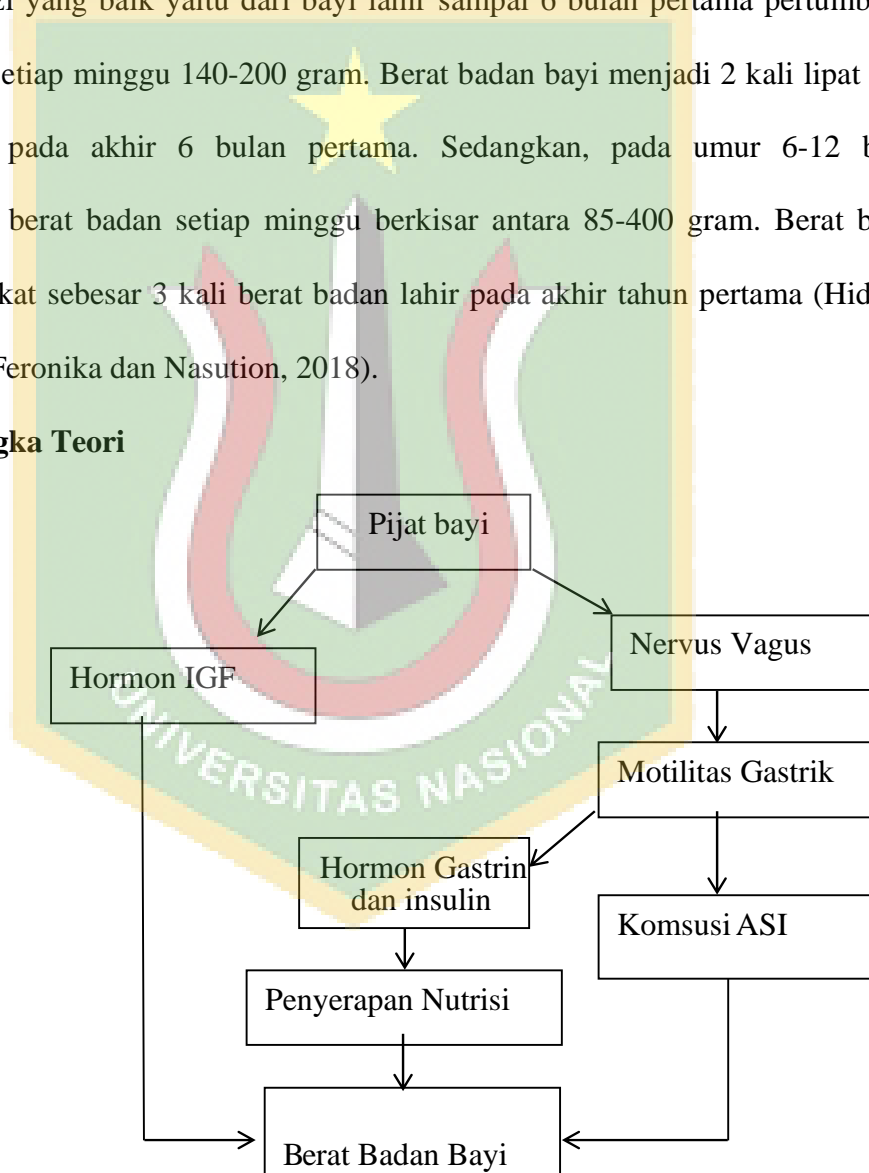 yang baik yaitu dari bayi lahir sampai 6 bulan pertama
setiap minggu 140-200 gram. Berat badan bayi menjadi 2 kali lipat
pada akhir 6 bulan pertama. Sedangkan, pada umur 6-12
berat badan setiap minggu berkisar antara 85-400 gram. Berat
kat sebesar 3 kali berat badan lahir pada akhir tahun pertama (Hid
Feronika dan Nasution, 2018).
gka Teori
Pijat bayi
Nervus Vagus
Hormon IGF
Motilitas Gastrik
UNIVERSITAS NASIONAL
Hormon Gastrin
dan insulin
Komsusi ASI
Penyerapan Nutrisi
Berat Badan Bayi